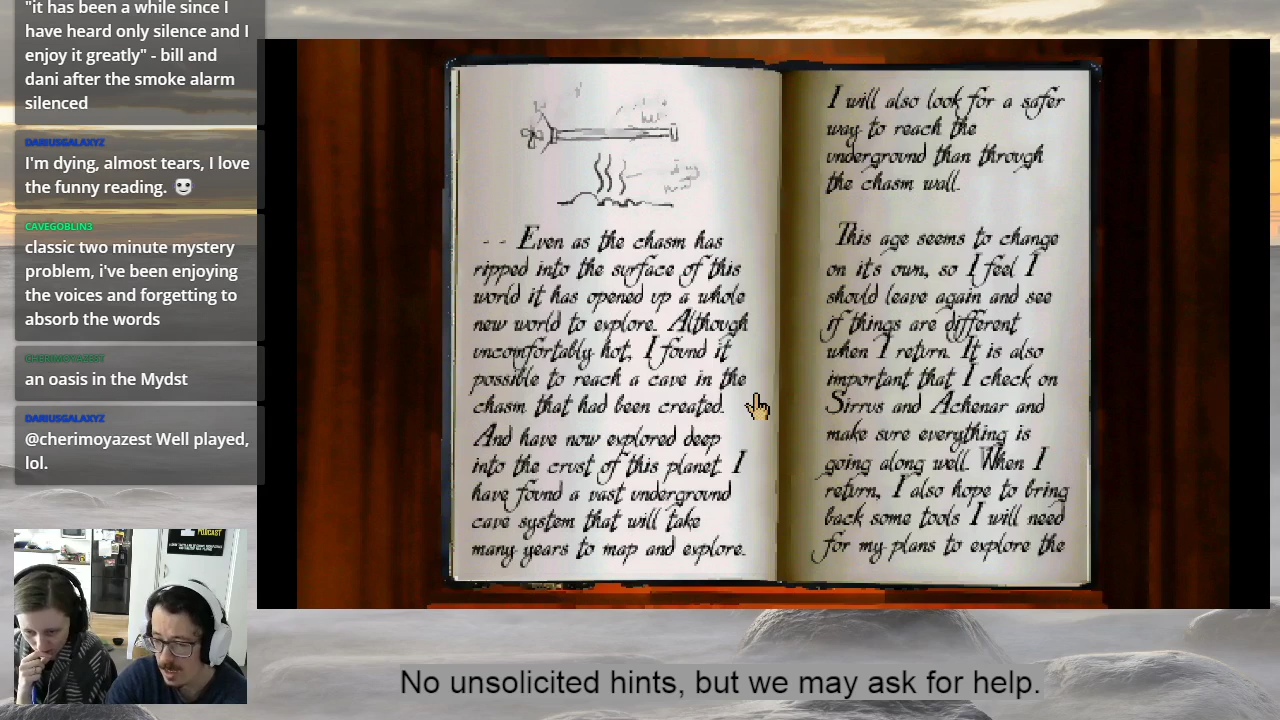 "it has been a while since I
have heard only silence and I
enjoy it greatly" - bill and
dani after the smoke alarm
silenced
DARIUSGALAXYZ
I'm dying, almost tears, I love
the funny reading.
CAVEGOBLIN3
classic two minute mystery
problem, i've been enjoying
the voices and forgetting to
absorb the words
CHERIMOYAZEST
an oasis in the Mydst
DARIUSGALAXYZ
@cherimoyazest Well played,
lol.
PODCAST
- - Even as the chasm has
ripped into the surface of this
world it has opened up a whole
new world to explore. Although
uncomfortably hot, I found it
possible to reach a cave in the
chasm that had been created.
And have now explored deep
into the crust of this planet. I
have found a vast underground
cave system that will take
many years to map and explore.
I will also look for a safer
way to reach the
underground than through
the chasm wall.
This age seems to change
on its own, so I feel I
should leave again and see
if things are different
when I return. It is also
important that I check on
Sirrus and Achenar and
make sure everything is
going along well. When I
return, I also hope to bring
back some tools I will need
for my plans to explore the
No unsolicited hints, but we may ask for help.